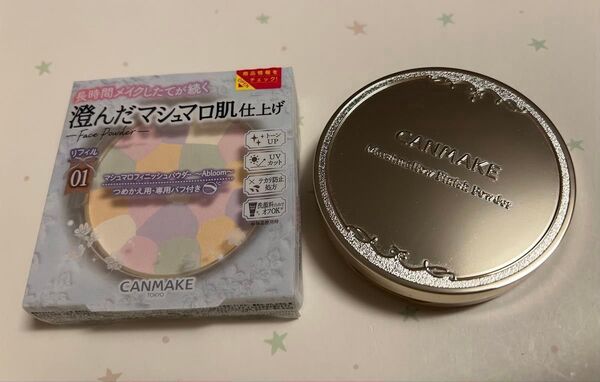 商品情報を
チェック!
長時間メイクしたてが続く
澄んだマシュマロ肌仕上げ
Face Powder
リフィル
01
マシュマロフィニッシュパウダー~Abloom~
つめかえ用・専用パフ付き
トーン
UP
UV
カット
テカリ防止
処方
洗顔料だけで
オフOK
CANMAKE
TOKYO
CANMAKE
Marshmallow Finish Powder